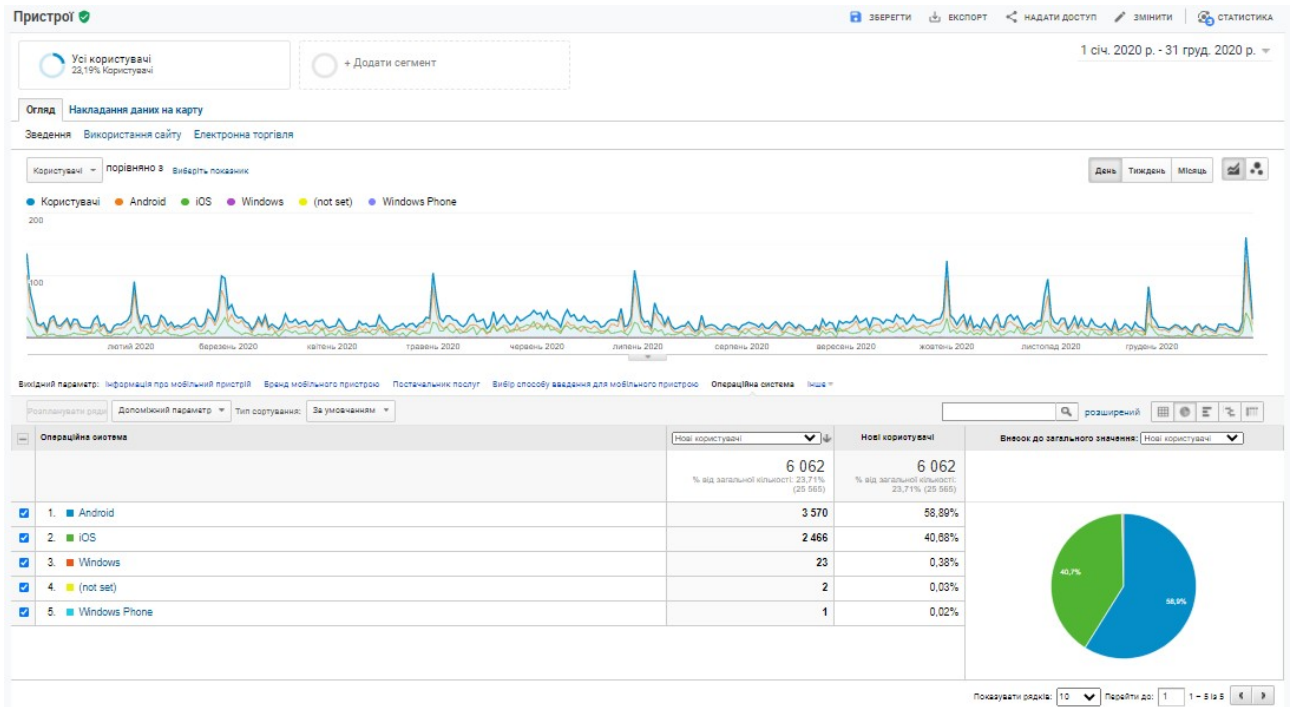 Пристрої
ЗБЕРЕГТИ ЕКСПОРТ НАДАТИ ДОСТУП ЗМІНИТИ СТАТИСТИКА
Усі користувачі
23,19% Користувачі
+ Додати сегмент
1 січ. 2020 р. - 31 груд. 2020 р.
Огляд Накладання даних на карту
Зведення Використання сайту Електронна торгівля
Користувачі порівняно з Виберіть показник
День Тиждень Місяць
Користувачі Android iOS Windows (not set) Windows Phone
200
100
лютий 2020 березень 2020 квітень 2020 травень 2020 червень 2020 липень 2020 серпень 2020 вересень 2020 жовтень 2020 листопад 2020 грудень 2020
Вихідний параметр: Інформація про мобільний пристрій Бренд мобільного пристрою Постачальник послуг Вибір способу введення для мобільного пристрою Операційна система Інше
Розпланувати ряди Допоміжний параметр Тип сортування: За умовчанням
розширений
Операційна система Нові користувачі Нові користувачі Внесок до загального значення: Нові користувачі
6 062 6 062
% від загальної кількості: 23,71% (25 565) % від загальної кількості: 23,71% (25 565)
1. Android 3 570 58,89%
2. iOS 2 466 40,68%
3. Windows 23 0,38%
4. (not set) 2 0,03%
5. Windows Phone 1 0,02%
40,7%
58,9%
Показувати рядків: 10 Перейти до: 1 1 – 5 із 5